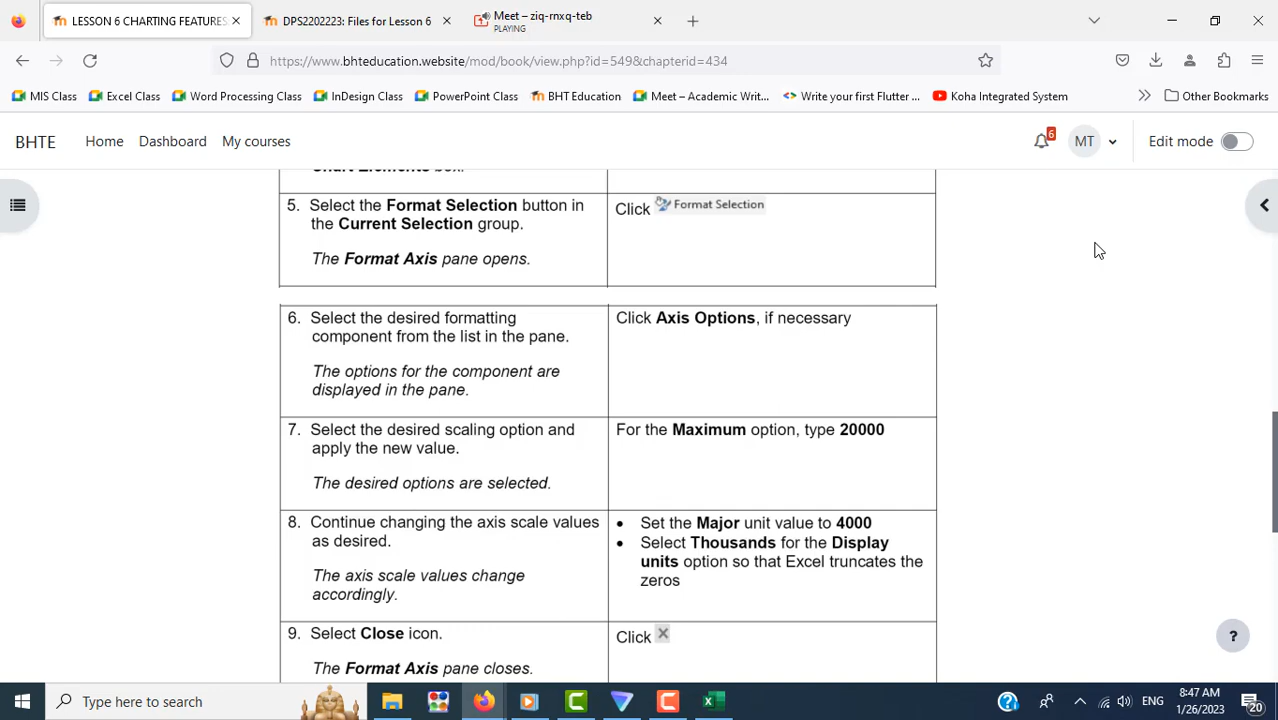 LESSON 6 CHARTING FEATURES
DPS2202223: Files for Lesson 6
Meet – ziq-rnxq-teb
PLAYING
https://www.bhteducation.website/mod/book/view.php?id=549&chapterid=434
MIS Class
Excel Class
Word Processing Class
InDesign Class
PowerPoint Class
BHT Education
Meet – Academic Writ...
Write your first Flutter ...
Koha Integrated System
Other Bookmarks
BHTE
Home
Dashboard
My courses
6
MT
Edit mode
5. Select the Format Selection button in
the Current Selection group.
The Format Axis pane opens.
Click Format Selection
6. Select the desired formatting
component from the list in the pane.
The options for the component are
displayed in the pane.
Click Axis Options, if necessary
7. Select the desired scaling option and
apply the new value.
The desired options are selected.
For the Maximum option, type 20000
8. Continue changing the axis scale values
as desired.
The axis scale values change
accordingly.
• Set the Major unit value to 4000
• Select Thousands for the Display
units option so that Excel truncates the
zeros
9. Select Close icon.
The Format Axis pane closes.
Click
?
Type here to search
ENG
8:47 AM
1/26/2023
20